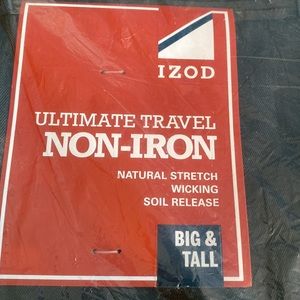 IZOD
ULTIMATE TRAVEL
NON-IRON
NATURAL STRETCH
WICKING
SOIL RELEASE
BIG &
TALL